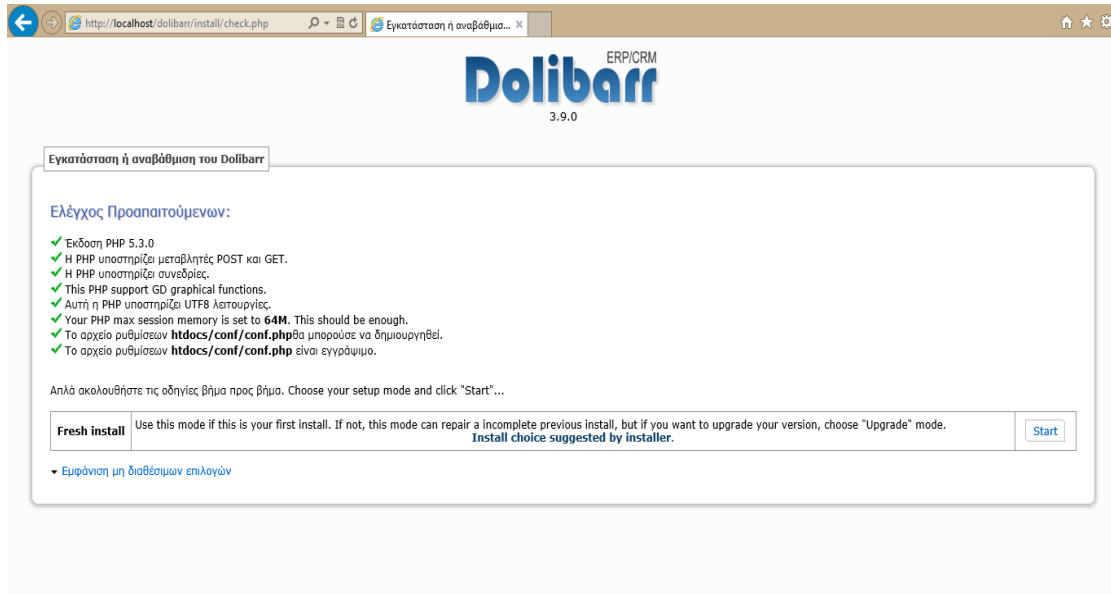 http://localhost/dolibarr/install/check.php
Εγκατάσταση ή αναβάθμισ...
Dolibarr ERP/CRM
3.9.0
Εγκατάσταση ή αναβάθμιση του Dolibarr
Ελέγχος Προαπαιτούμενων:
Έκδοση PHP 5.3.0
Η PHP υποστηρίζει μεταβλητές POST και GET.
Η PHP υποστηρίζει συνεδρίες.
This PHP support GD graphical functions.
Αυτή η PHP υποστηρίζει UTF8 λειτουργίες.
Your PHP max session memory is set to 64M. This should be enough.
Το αρχείο ρυθμίσεων htdocs/conf/conf.phpθα μπορούσε να δημιουργηθεί.
Το αρχείο ρυθμίσεων htdocs/conf/conf.php είναι εγγράψιμο.
Απλά ακολουθήστε τις οδηγίες βήμα προς βήμα. Choose your setup mode and click "Start"...
Fresh install
Use this mode if this is your first install. If not, this mode can repair a incomplete previous install, but if you want to upgrade your version, choose "Upgrade" mode.
Install choice suggested by installer.
Start
Εμφάνιση μη διαθέσιμων επιλογών